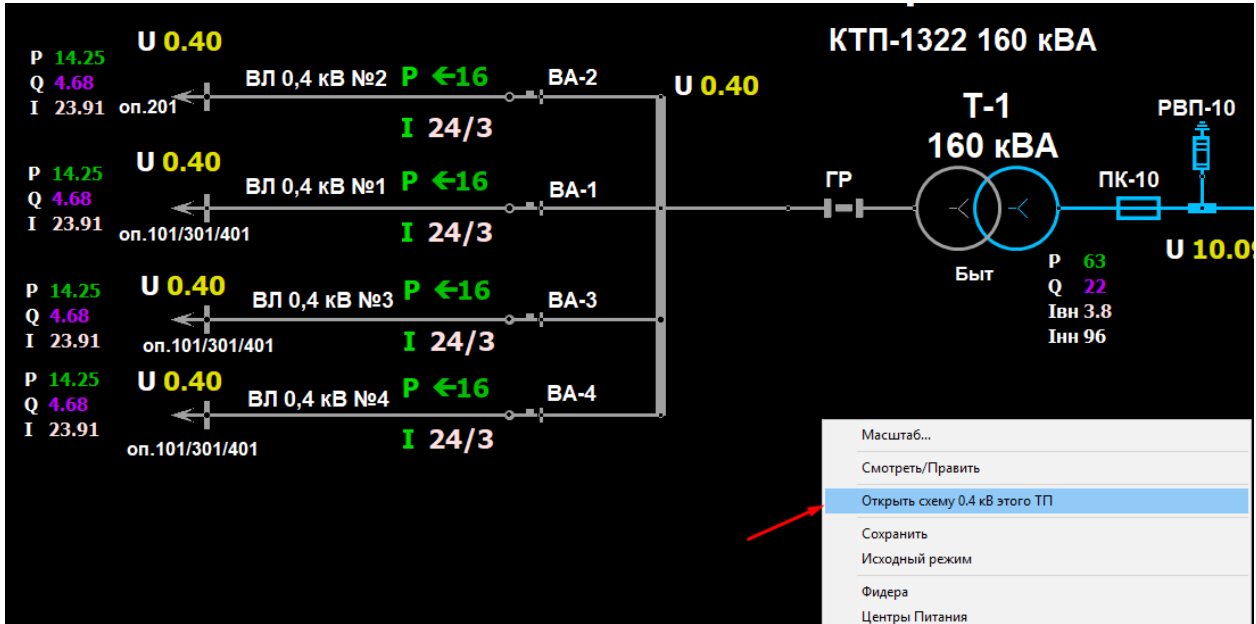 КТП-1322 160 кВА
U 0.40
P 14.25
Q 4.68
I 23.91
оп.201
ВЛ 0,4 кВ №2
P ←16
I 24/3
ВА-2
U 0.40
Т-1
160 кВА
РВП-10
U 0.40
P 14.25
Q 4.68
I 23.91
оп.101/301/401
ВЛ 0,4 кВ №1
P ←16
I 24/3
ВА-1
ГР
ПК-10
U 10.09
Быт
P 63
Q 22
Iвн 3.8
Iнн 96
U 0.40
P 14.25
Q 4.68
I 23.91
оп.101/301/401
ВЛ 0,4 кВ №3
P ←16
I 24/3
ВА-3
U 0.40
P 14.25
Q 4.68
I 23.91
оп.101/301/401
ВЛ 0,4 кВ №4
P ←16
I 24/3
ВА-4
Масштаб...
Смотреть/Править
Открыть схему 0.4 кВ этого ТП
Сохранить
Исходный режим
Фидера
Центры Питания